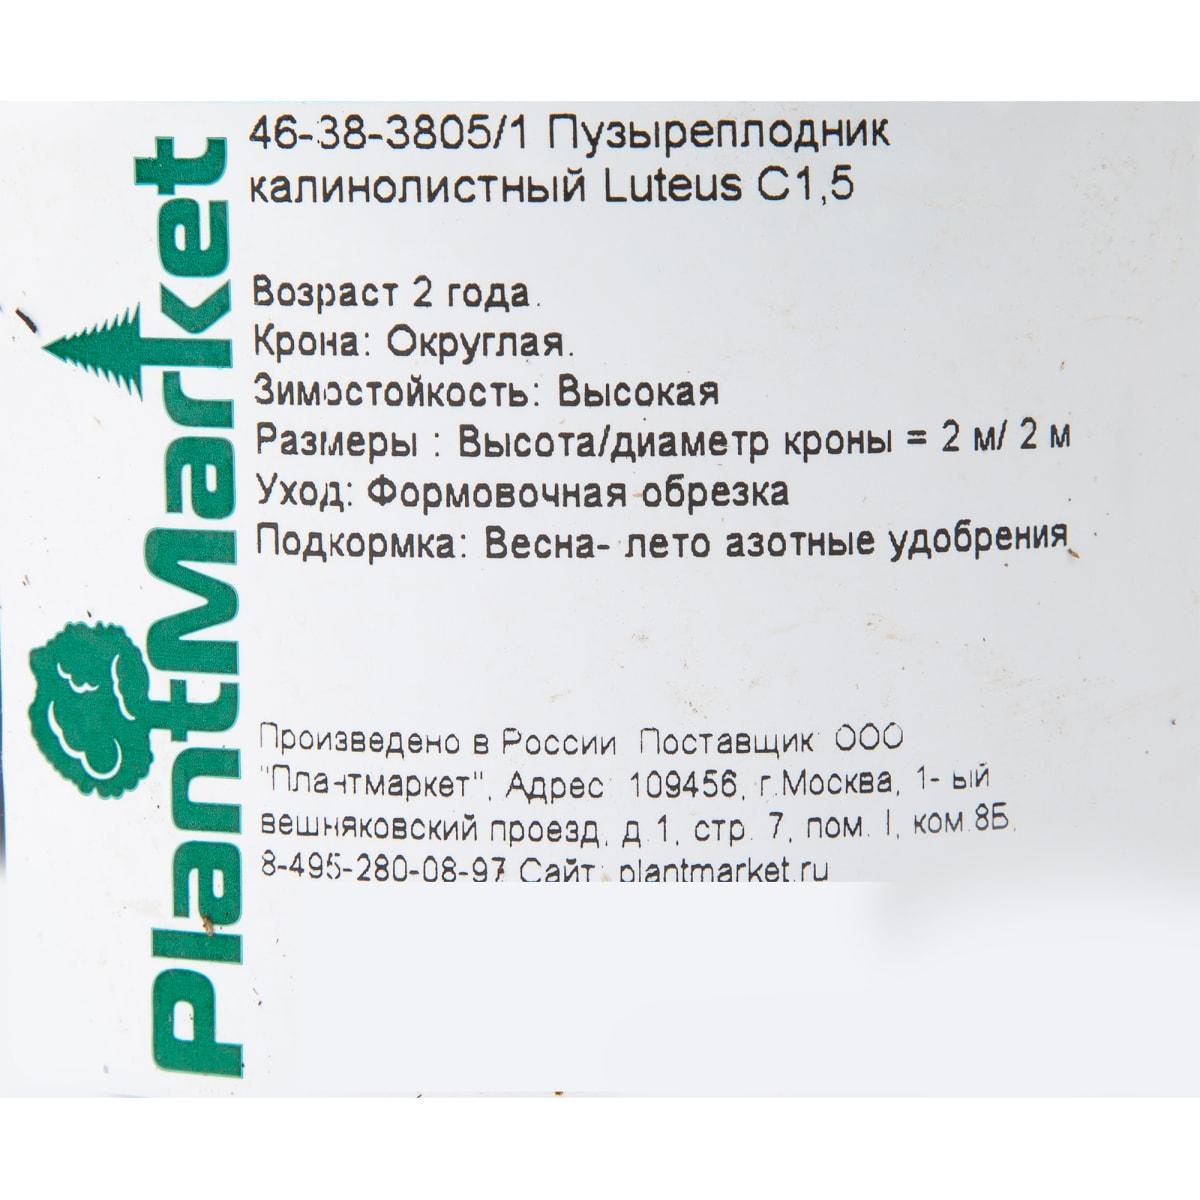 PlantMarket
46-38-3805/1 Пузыреплодник
калинолистный Luteus C1,5
Возраст 2 года.
Крона: Округлая.
Зимостойкость: Высокая
Размеры : Высота/диаметр кроны = 2 м/ 2 м
Уход: Формовочная обрезка
Подкормка: Весна- лето азотные удобрения
Произведено в России Поставщик ООО
"Плантмаркет", Адрес 109456, г.Москва, 1- ый
вешняковский проезд, д.1, стр. 7, пом. I, ком.8Б,
8-495-280-08-97 Сайт: plantmarket.ru